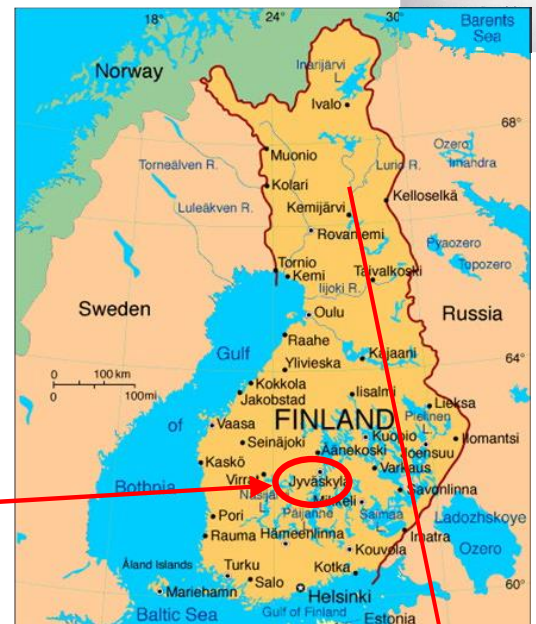 18° 24° 30° Barents
Sea
Norway
Inarijärvi
L.
Ivalo
68°
Ozero
Imandra
Muonio
Torneälven R.
Lurio R.
Kolari
Kelloselkä
Luleäkven R.
Kemijärvi
Rovaniemi
Pyaozero
Tornio
Taivalkoski
Topozero
Kemi
Iijoki R.
Sweden
Oulu
Russia
Raahe
Gulf
Kajaani
64°
Ylivieska
0 100 km
0 100mi
Kokkola
Jakobstad
Iisalmi
Lieksa
FINLAND
Pielinen
L.
of
Vaasa
Kuopio
Ilomantsi
Seinäjoki
Äänekoski
Joensuu
Kaskö
Varkaus
Virrat
Jyväskylä
Savonlinna
Bothnia
Näsijärvi
L.
Mikkeli
Pori
Päijänne
L.
Saimaa
L.
Ladozhskoye
Ozero
Rauma
Hämeenlinna
Imatra
Kouvola
Åland Islands
Turku
Kotka
Salo
60°
Mariehamn
Helsinki
Baltic Sea
Gulf of Finland
Estonia